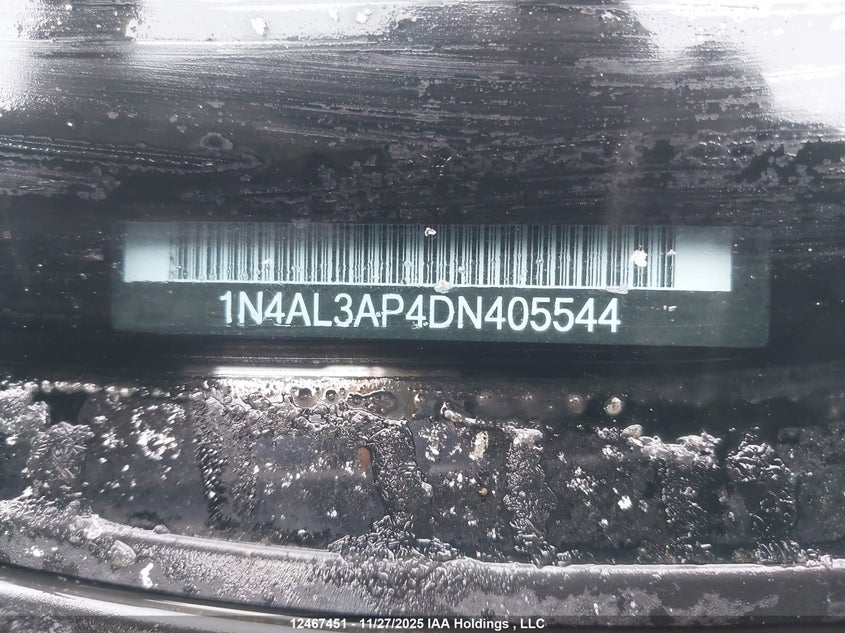 1N4AL3AP4DN405544
12467451 - 11/27/2025 IAA Holdings , LLC